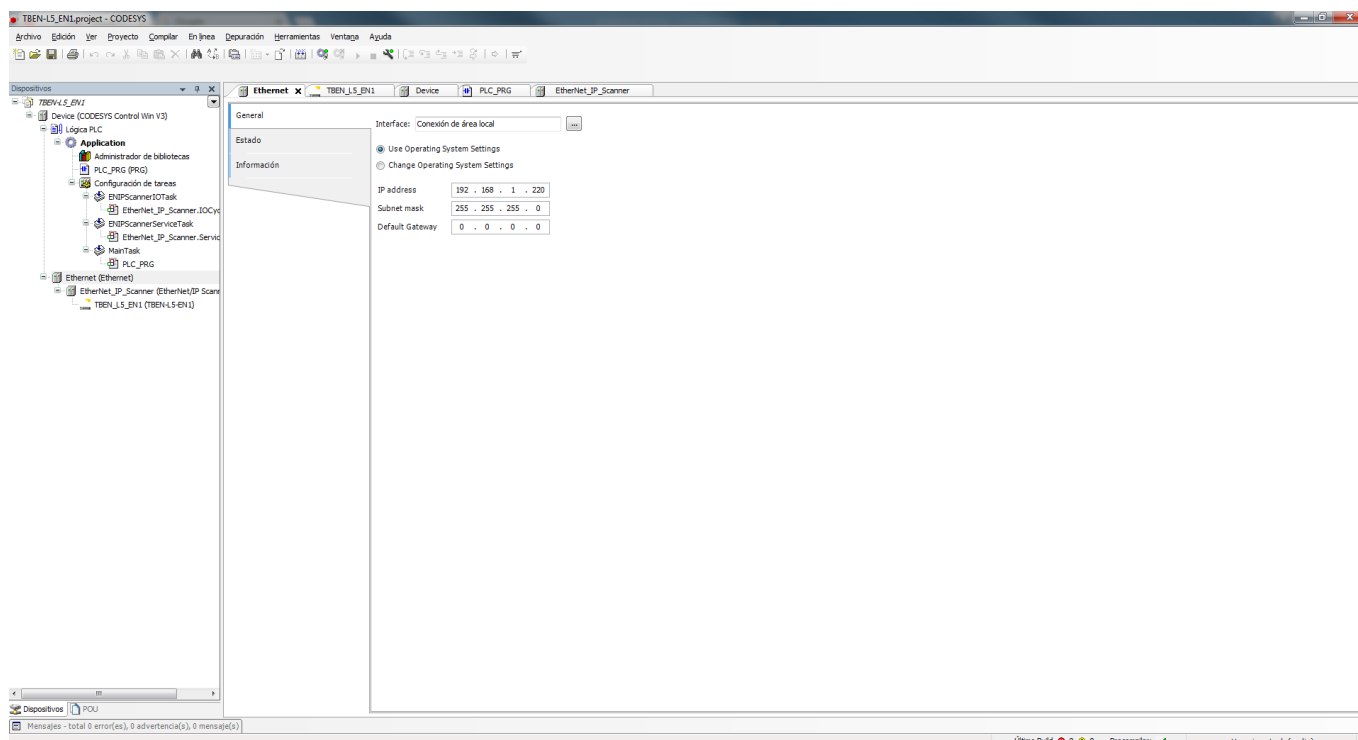 TBEN-L5_EN1.project - CODESYS
Archivo Edición Ver Proyecto Compilar En línea Depuración Herramientas Ventana Ayuda
Dispositivos
TBEN-L5_EN1
Device (CODESYS Control Win V3)
Lógica PLC
Application
Administrador de bibliotecas
PLC_PRG (PRG)
Configuración de tareas
ENIPScannerIOTask
EtherNet_IP_Scanner.IOCyc
ENIPScannerServiceTask
EtherNet_IP_Scanner.Servic
MainTask
PLC_PRG
Ethernet (Ethernet)
EtherNet_IP_Scanner (EtherNet/IP Scann
TBEN_L5_EN1 (TBEN-L5-EN1)
Dispositivos POU
Ethernet TBEN_L5_EN1 Device PLC_PRG EtherNet_IP_Scanner
General
Estado
Información
Interface: Conexión de área local ...
Use Operating System Settings
Change Operating System Settings
IP address 192 . 168 . 1 . 220
Subnet mask 255 . 255 . 255 . 0
Default Gateway 0 . 0 . 0 . 0
Mensajes - total 0 error(es), 0 advertencia(s), 0 mensaje(s)